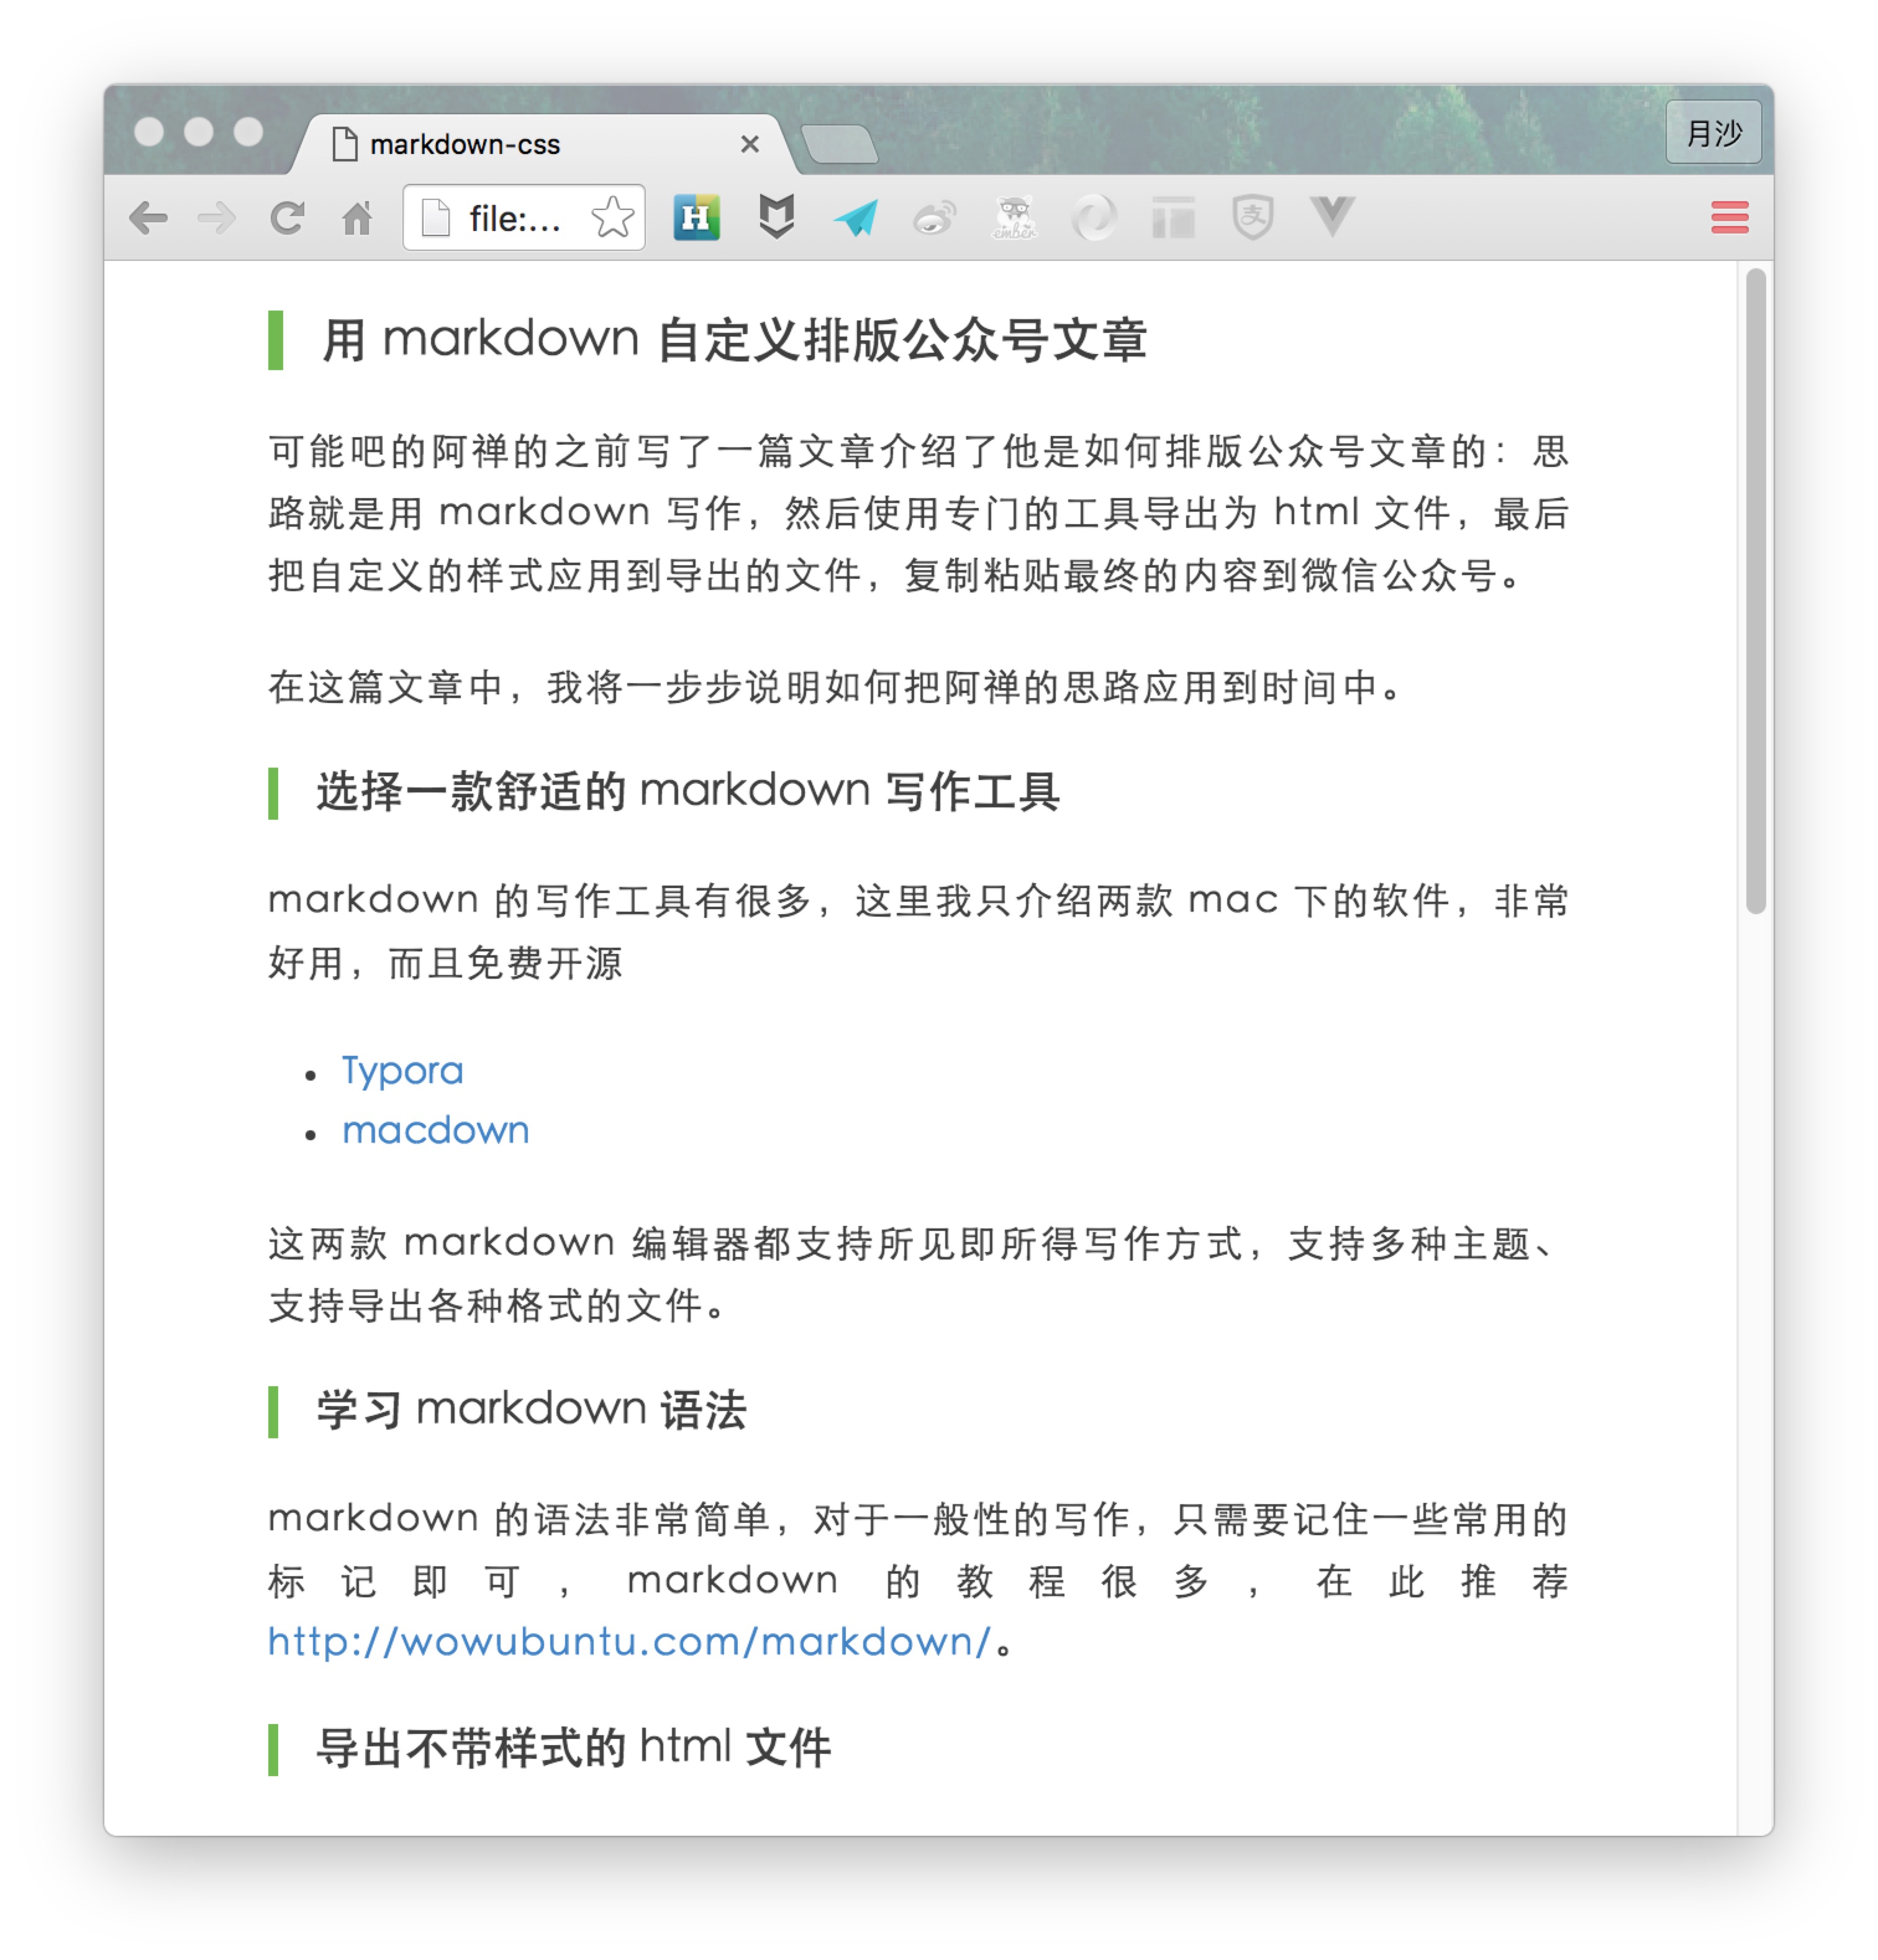 markdown-css
月沙
file:...
H
ember
支
用 markdown 自定义排版公众号文章
可能吧的阿禅的之前写了一篇文章介绍了他是如何排版公众号文章的：思
路就是用 markdown 写作，然后使用专门的工具导出为 html 文件，最后
把自定义的样式应用到导出的文件，复制粘贴最终的内容到微信公众号。
在这篇文章中，我将一步步说明如何把阿禅的思路应用到时间中。
选择一款舒适的 markdown 写作工具
markdown 的写作工具有很多，这里我只介绍两款 mac 下的软件，非常
好用，而且免费开源
• Typora
• macdown
这两款 markdown 编辑器都支持所见即所得写作方式，支持多种主题、
支持导出各种格式的文件。
学习 markdown 语法
markdown 的语法非常简单，对于一般性的写作，只需要记住一些常用的
标记即可，markdown 的教程很多，在此推荐
http://wowubuntu.com/markdown/。
导出不带样式的 html 文件